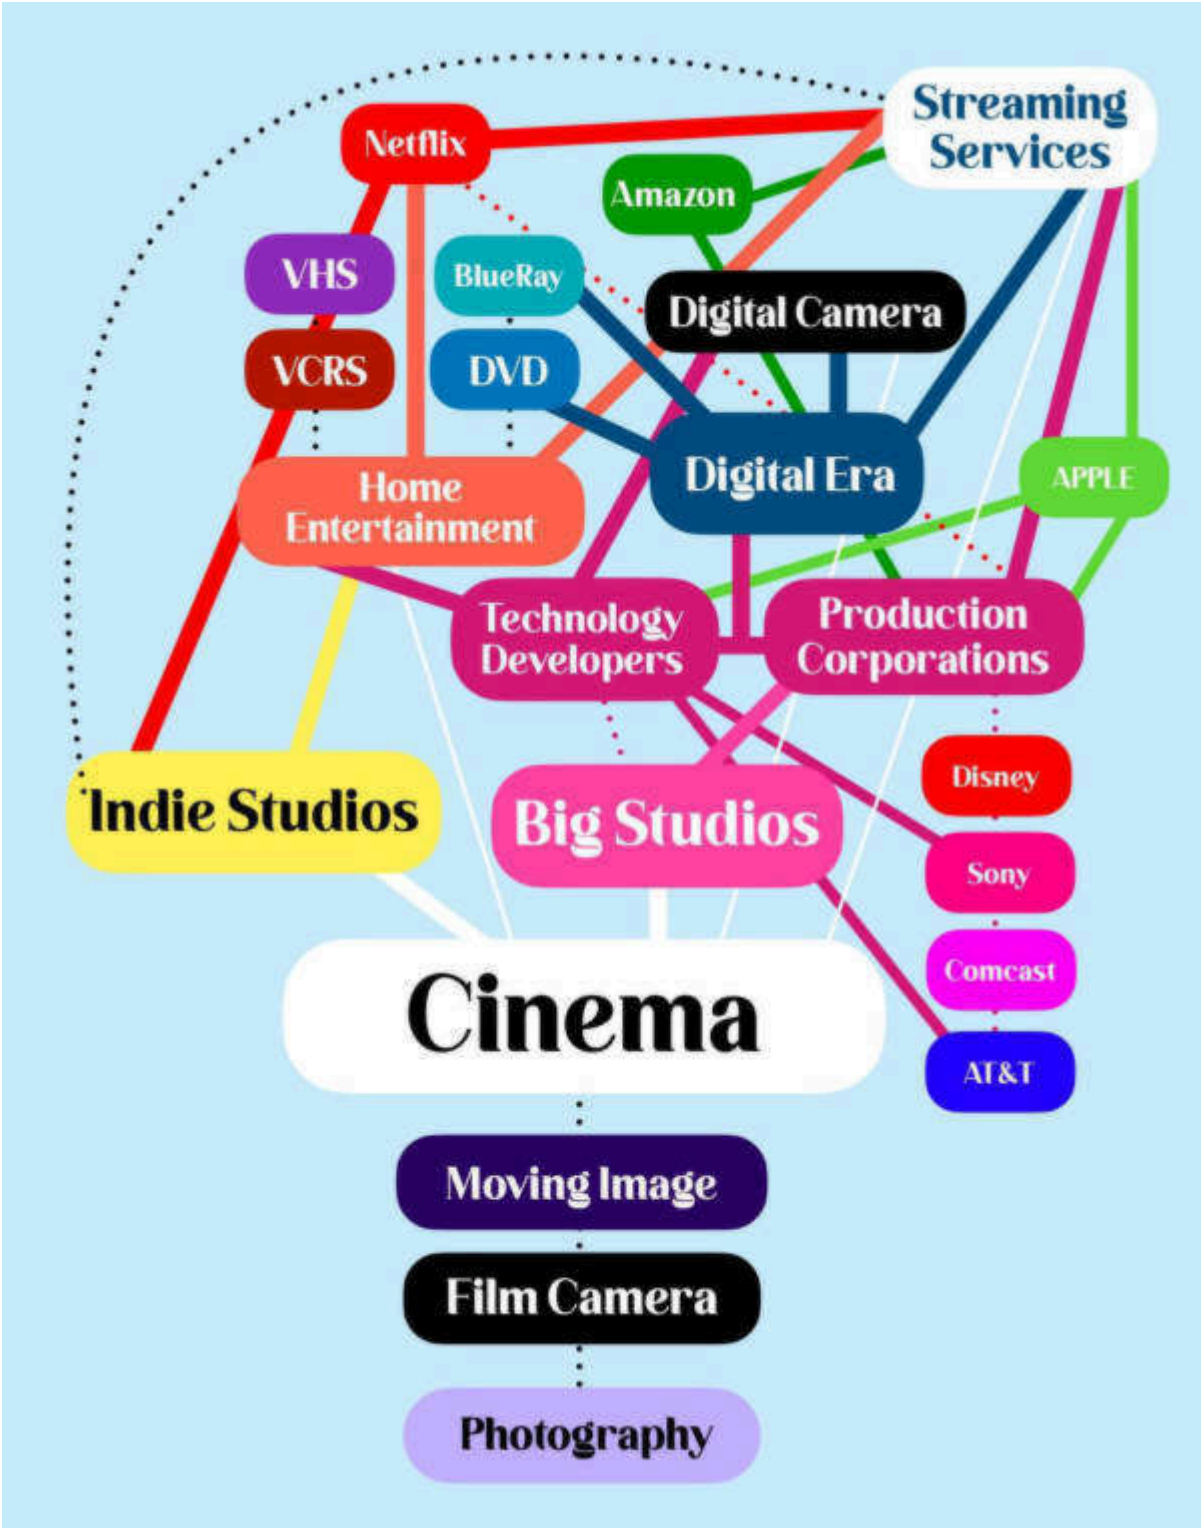 Streaming
Services
Netflix
Amazon
VHS
BlueRay
Digital Camera
VCRS
DVD
Digital Era
APPLE
Home
Entertainment
Technology
Developers
Production
Corporations
Disney
Indie Studios
Big Studios
Sony
Comcast
Cinema
AT&T
Moving Image
Film Camera
Photography